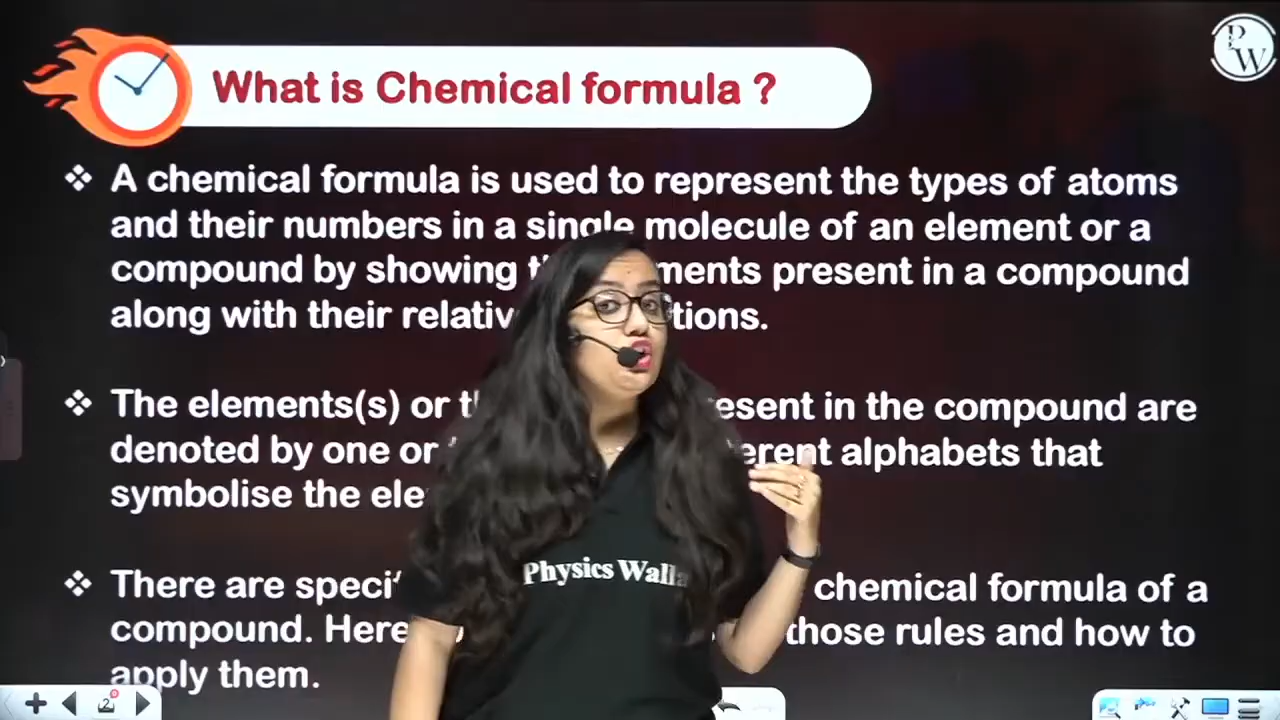 What is Chemical formula ?
PW
A chemical formula is used to represent the types of atoms
and their numbers in a single molecule of an element or a
compound by showing ments present in a compound
along with their relativ tions.
The elements(s) or esent in the compound are
denoted by one or erent alphabets that
symbolise the ele
There are specif chemical formula of a
compound. Here those rules and how to
apply them.
Physics Walla
2